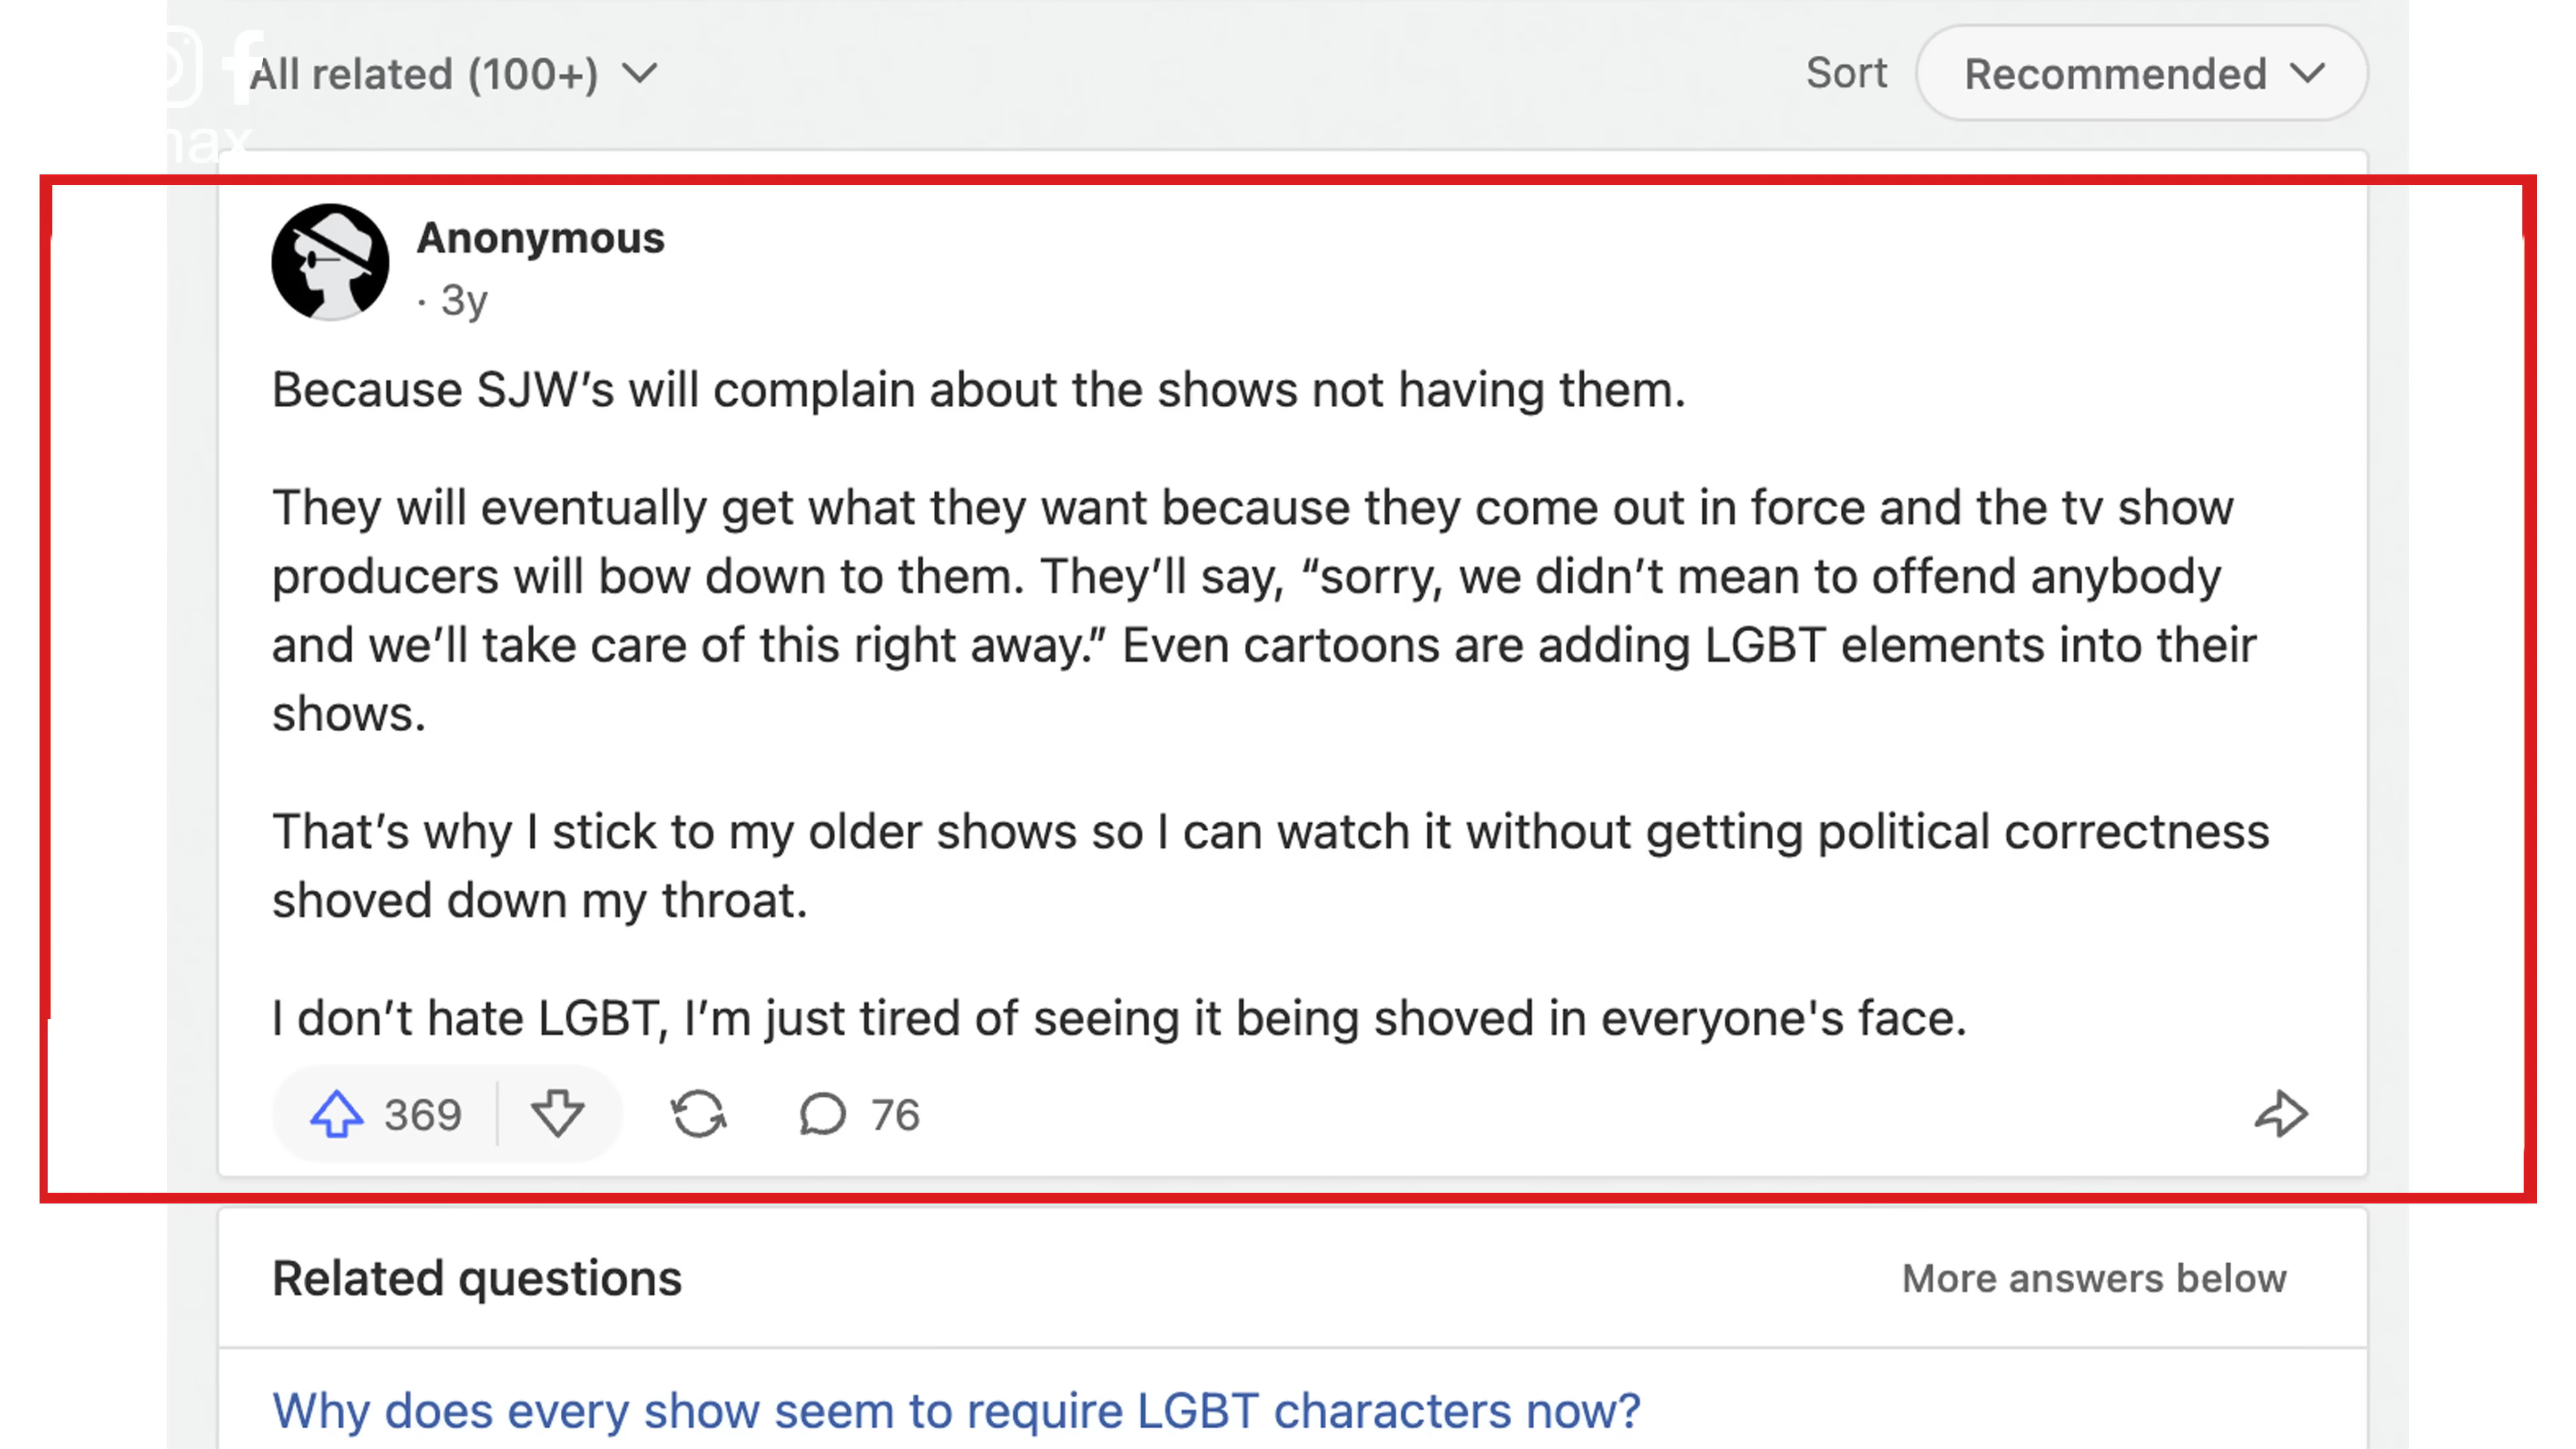 All related (100+)
Sort
Recommended
max
Anonymous
· 3y
Because SJW’s will complain about the shows not having them.
They will eventually get what they want because they come out in force and the tv show
producers will bow down to them. They’ll say, “sorry, we didn’t mean to offend anybody
and we’ll take care of this right away.” Even cartoons are adding LGBT elements into their
shows.
That’s why I stick to my older shows so I can watch it without getting political correctness
shoved down my throat.
I don’t hate LGBT, I’m just tired of seeing it being shoved in everyone's face.
369
76
Related questions
More answers below
Why does every show seem to require LGBT characters now?